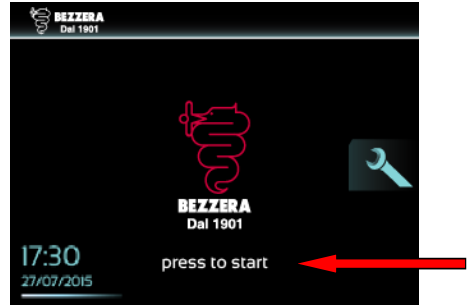 BEZZERA
Dal 1901
BEZZERA
Dal 1901
17:30
27/07/2015
press to start